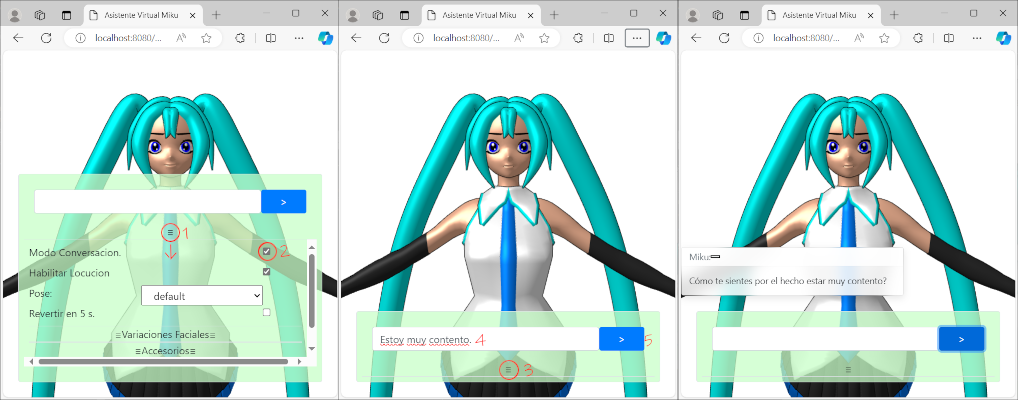 Asistente Virtual Miku
localhost:8080/...
>
≡ 1
Modo Conversacion. 2
Habilitar Locucion
Pose: default
Revertir en 5 s.
≡Variaciones Faciales≡
≡Accesorios≡
Asistente Virtual Miku
localhost:8080/...
Estoy muy contento. 4 > 5
≡ 3
Asistente Virtual Miku
localhost:8080/...
Miku:
Cómo te sientes por el hecho estar muy contento?
>
≡